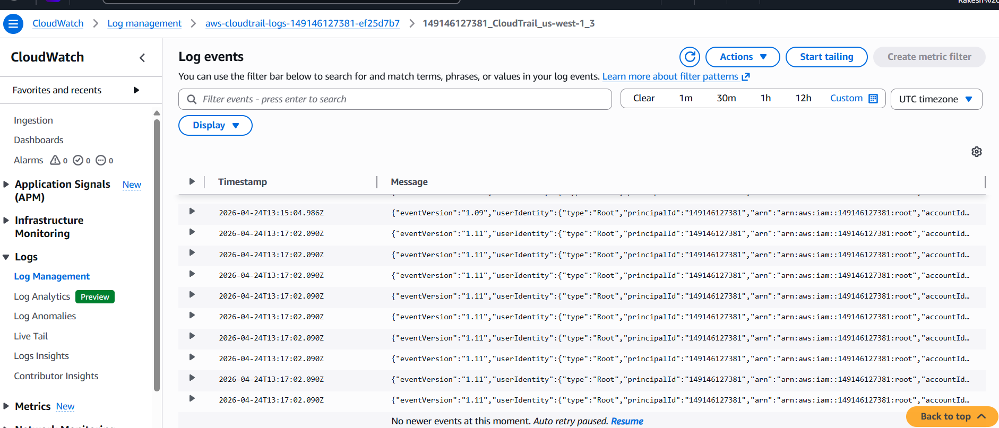 CloudWatch > Log management > aws-cloudtrail-logs-149146127381-ef25d7b7 > 149146127381_CloudTrail_us-west-1_3
CloudWatch
Favorites and recents
Ingestion
Dashboards
Alarms 0 0 0
Application Signals (APM) New
Infrastructure Monitoring
Logs
Log Management
Log Analytics Preview
Log Anomalies
Live Tail
Logs Insights
Contributor Insights
Metrics New
Log events
Actions
Start tailing
Create metric filter
You can use the filter bar below to search for and match terms, phrases, or values in your log events. Learn more about filter patterns
Filter events - press enter to search
Clear 1m 30m 1h 12h Custom
UTC timezone
Display
Timestamp Message
2026-04-24T13:15:04.986Z {"eventVersion":"1.09","userIdentity":{"type":"Root","principalId":"149146127381","arn":"arn:aws:iam::149146127381:root","accountId…
2026-04-24T13:17:02.090Z {"eventVersion":"1.11","userIdentity":{"type":"Root","principalId":"149146127381","arn":"arn:aws:iam::149146127381:root","accountId…
2026-04-24T13:17:02.090Z {"eventVersion":"1.11","userIdentity":{"type":"Root","principalId":"149146127381","arn":"arn:aws:iam::149146127381:root","accountId…
2026-04-24T13:17:02.090Z {"eventVersion":"1.11","userIdentity":{"type":"Root","principalId":"149146127381","arn":"arn:aws:iam::149146127381:root","accountId…
2026-04-24T13:17:02.090Z {"eventVersion":"1.11","userIdentity":{"type":"Root","principalId":"149146127381","arn":"arn:aws:iam::149146127381:root","accountId…
2026-04-24T13:17:02.090Z {"eventVersion":"1.11","userIdentity":{"type":"Root","principalId":"149146127381","arn":"arn:aws:iam::149146127381:root","accountId…
2026-04-24T13:17:02.090Z {"eventVersion":"1.11","userIdentity":{"type":"Root","principalId":"149146127381","arn":"arn:aws:iam::149146127381:root","accountId…
2026-04-24T13:17:02.090Z {"eventVersion":"1.11","userIdentity":{"type":"Root","principalId":"149146127381","arn":"arn:aws:iam::149146127381:root","accountId…
2026-04-24T13:17:02.090Z {"eventVersion":"1.11","userIdentity":{"type":"Root","principalId":"149146127381","arn":"arn:aws:iam::149146127381:root","accountId…
2026-04-24T13:17:02.090Z {"eventVersion":"1.11","userIdentity":{"type":"Root","principalId":"149146127381","arn":"arn:aws:iam::149146127381:root","accountId…
No newer events at this moment. Auto retry paused. Resume
Back to top